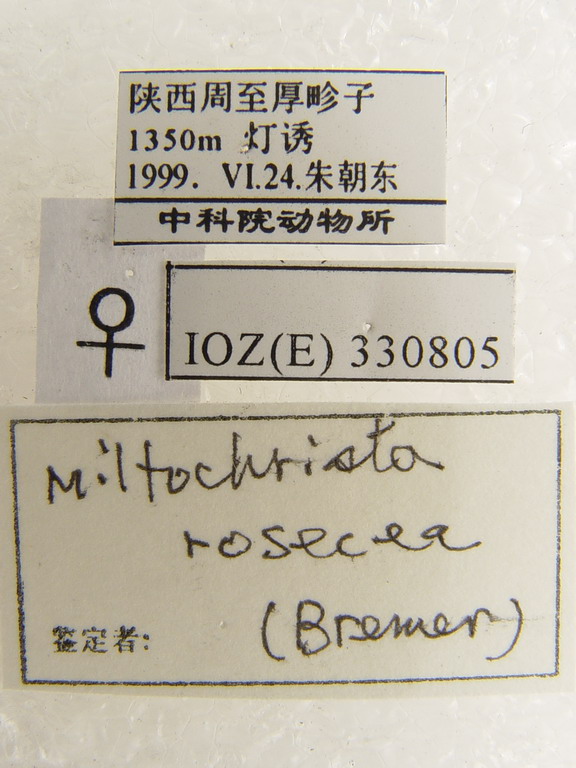 陕西周至厚畛子
1350m 灯诱
1999. VI.24.朱朝东
中科院动物所
♀
IOZ(E) 330805
Miltochrista
rosecea
(Bremer)
鉴定者: